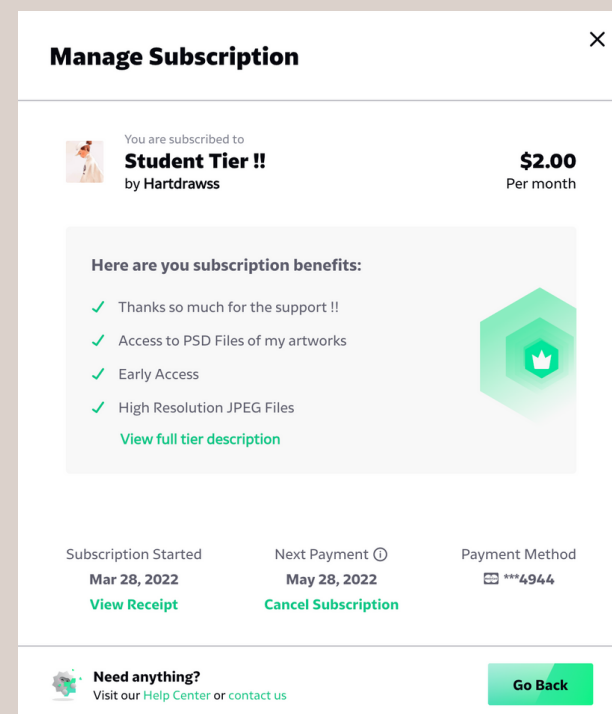 Manage Subscription
You are subscribed to
Student Tier !!
by Hartdrawss
$2.00
Per month
Here are you subscription benefits:
Thanks so much for the support !!
Access to PSD Files of my artworks
Early Access
High Resolution JPEG Files
View full tier description
Subscription Started
Mar 28, 2022
View Receipt
Next Payment
May 28, 2022
Cancel Subscription
Payment Method
***4944
Need anything?
Visit our Help Center or contact us
Go Back